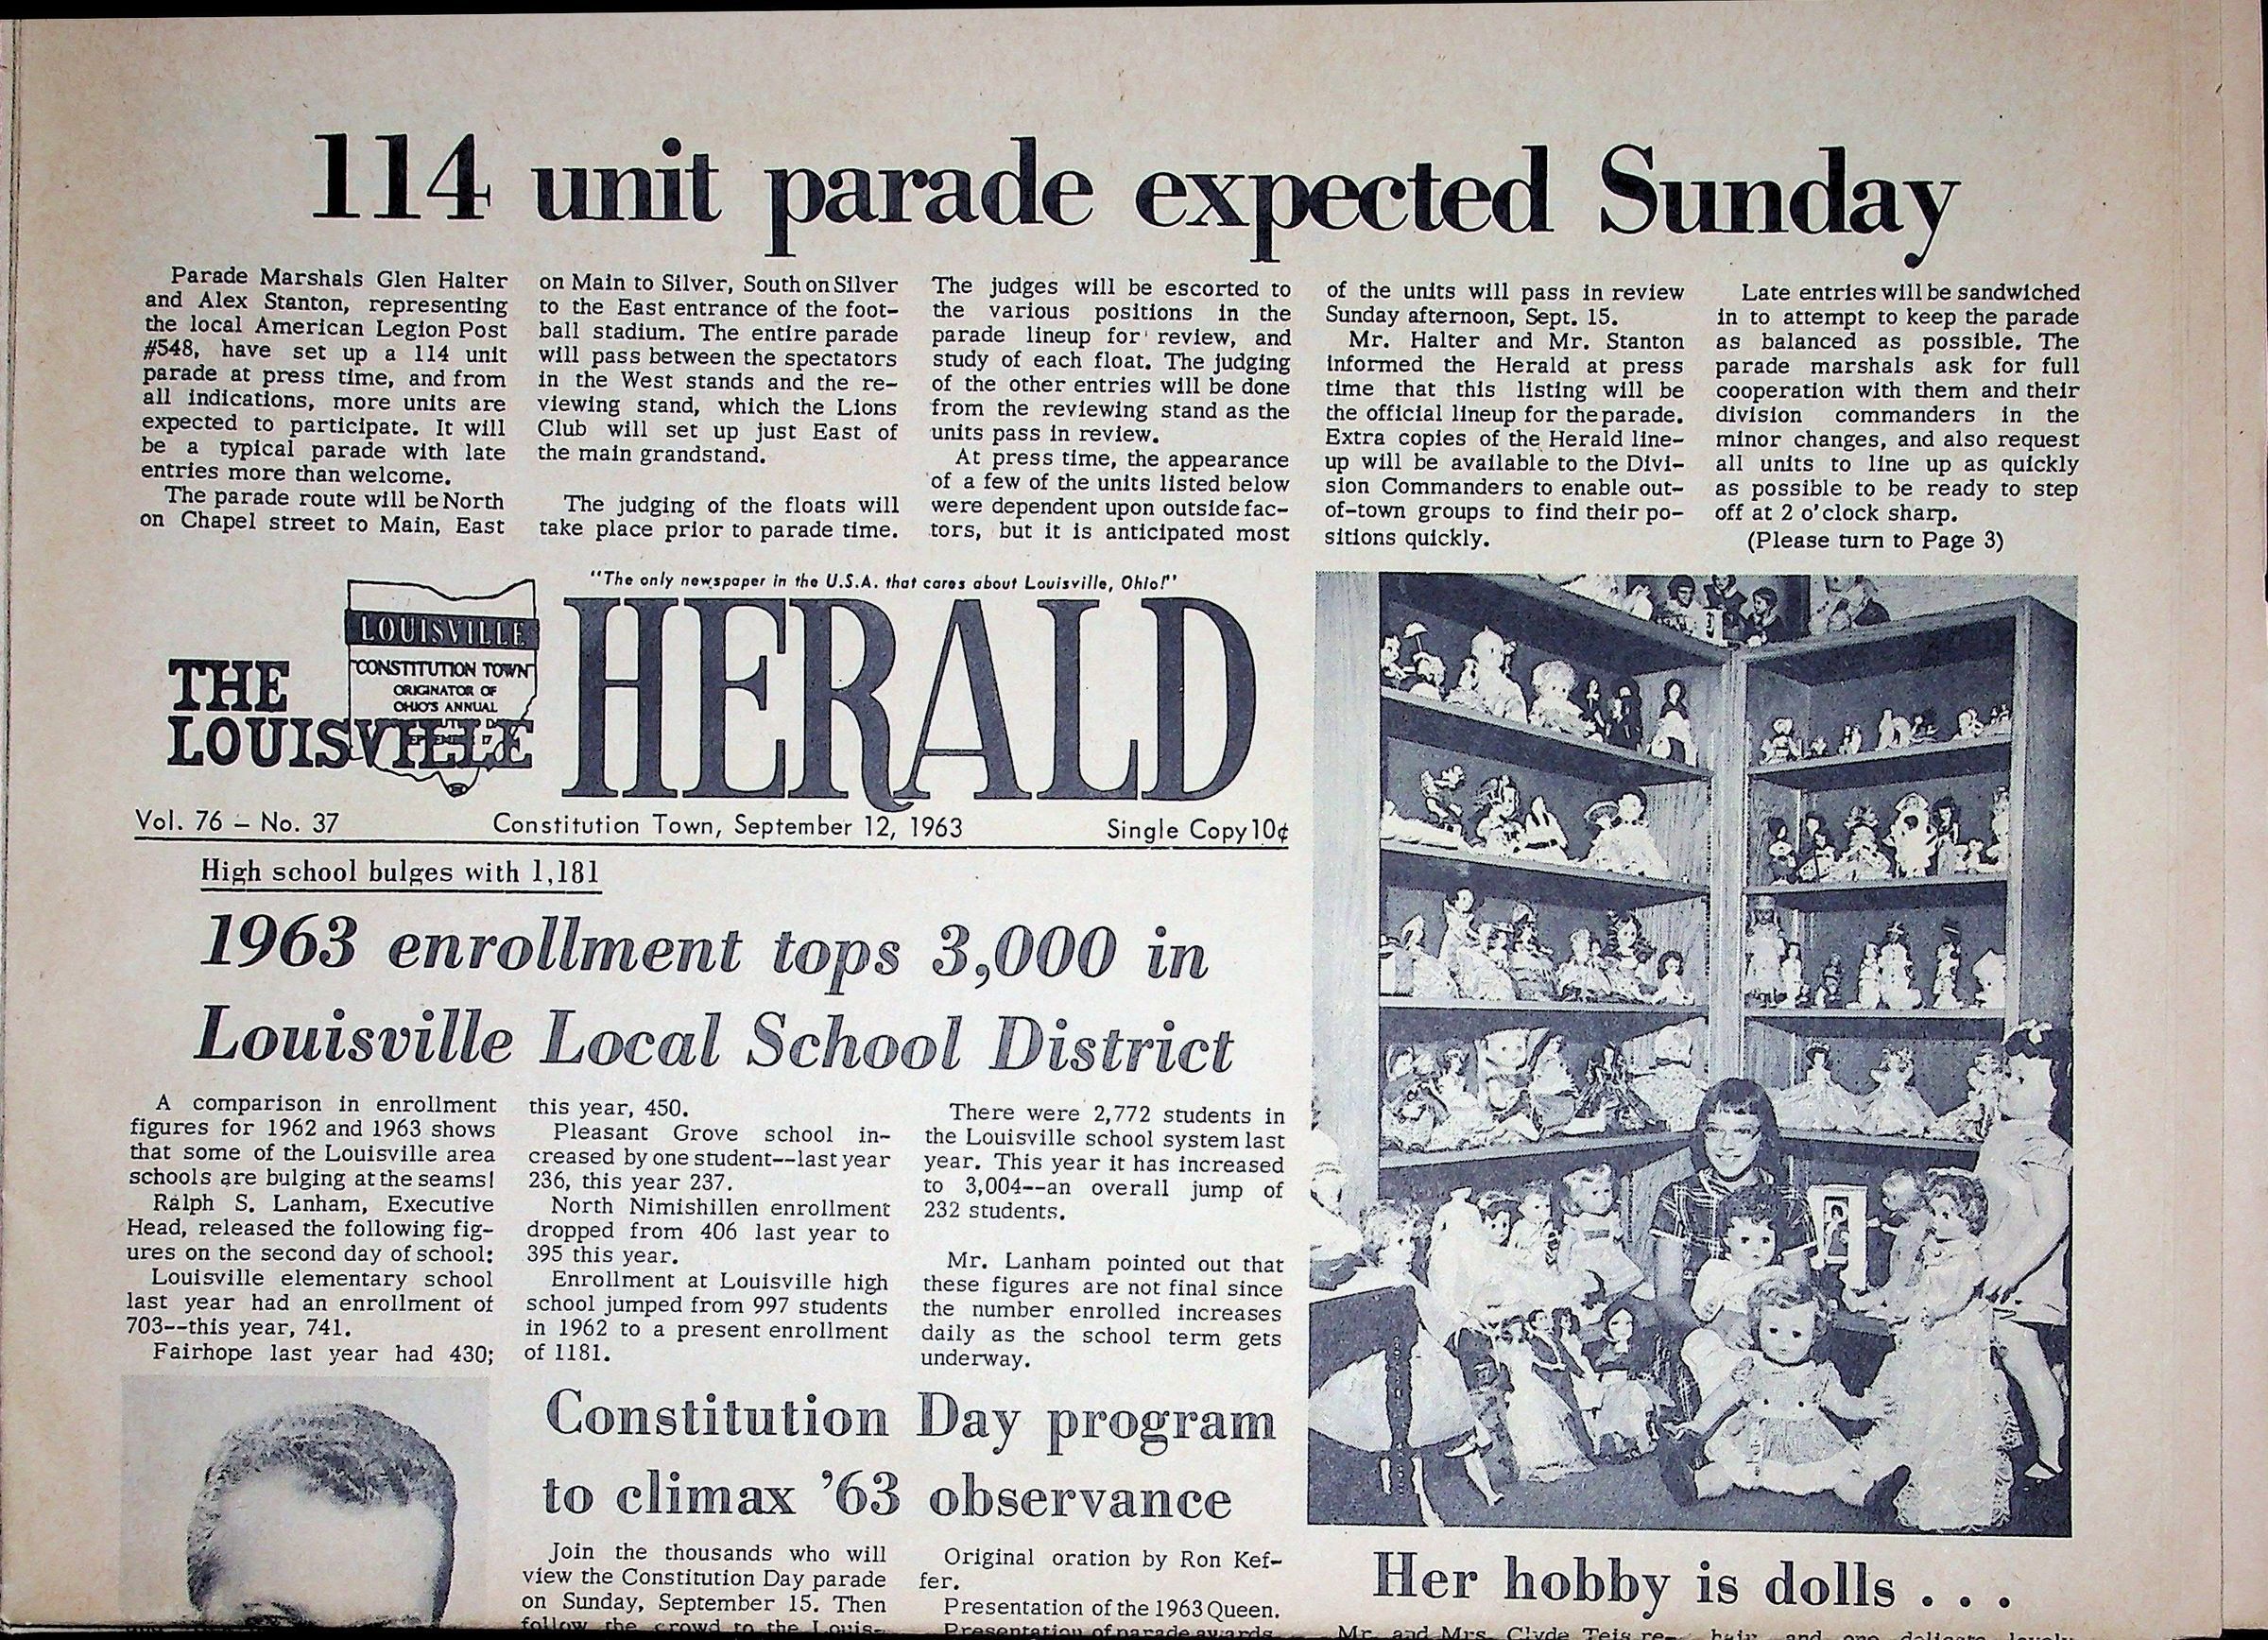 114 unit parade expected Sunday
Parade Marshals Glen Halter
and Alex Stanton, representing
the local American Legion Post
#548, have set up a 114 unit
parade at press time, and from
all indications, more units are
expected to participate. It will
be a typical parade with late
entries more than welcome.
The parade route will be North
on Chapel street to Main, East
on Main to Silver, South on Silver
to the East entrance of the foot-
ball stadium. The entire parade
will pass between the spectators
in the West stands and the re-
viewing stand, which the Lions
Club will set up just East of
the main grandstand.
The judging of the floats will
take place prior to parade time.
The judges will be escorted to
the various positions in the
parade lineup for review, and
study of each float. The judging
of the other entries will be done
from the reviewing stand as the
units pass in review.
At press time, the appearance
of a few of the units listed below
were dependent upon outside fac-
tors, but it is anticipated most
of the units will pass in review
Sunday afternoon, Sept. 15.
Mr. Halter and Mr. Stanton
informed the Herald at press
time that this listing will be
the official lineup for the parade.
Extra copies of the Herald line-
up will be available to the Divi-
sion Commanders to enable out-
of-town groups to find their po-
sitions quickly.
Late entries will be sandwiched
in to attempt to keep the parade
as balanced as possible. The
parade marshals ask for full
cooperation with them and their
division commanders in the
minor changes, and also request
all units to line up as quickly
as possible to be ready to step
off at 2 o'clock sharp.
(Please turn to Page 3)
"The only newspaper in the U.S.A. that cares about Louisville, Ohio!"
LOUISVILLE
"CONSTITUTION TOWN"
ORIGINATOR OF
OHIO'S ANNUAL
THE
LOUISVILLE
HERALD
Vol. 76 – No. 37
Constitution Town, September 12, 1963
Single Copy 10¢
High school bulges with 1,181
1963 enrollment tops 3,000 in
Louisville Local School District
A comparison in enrollment
figures for 1962 and 1963 shows
that some of the Louisville area
schools are bulging at the seams!
Ralph S. Lanham, Executive
Head, released the following fig-
ures on the second day of school:
Louisville elementary school
last year had an enrollment of
703--this year, 741.
Fairhope last year had 430;
this year, 450.
Pleasant Grove school in-
creased by one student--last year
236, this year 237.
North Nimishillen enrollment
dropped from 406 last year to
395 this year.
Enrollment at Louisville high
school jumped from 997 students
in 1962 to a present enrollment
of 1181.
There were 2,772 students in
the Louisville school system last
year. This year it has increased
to 3,004--an overall jump of
232 students.
Mr. Lanham pointed out that
these figures are not final since
the number enrolled increases
daily as the school term gets
underway.
Constitution Day program
to climax '63 observance
Join the thousands who will
view the Constitution Day parade
on Sunday, September 15. Then
follow the crowd to the Louis-
Original oration by Ron Kef-
fer.
Presentation of the 1963 Queen.
Presentation of parade awards
Her hobby is dolls . . .
Mr. and Mrs. Clyde Teis re-
hair, and one delicate lovely